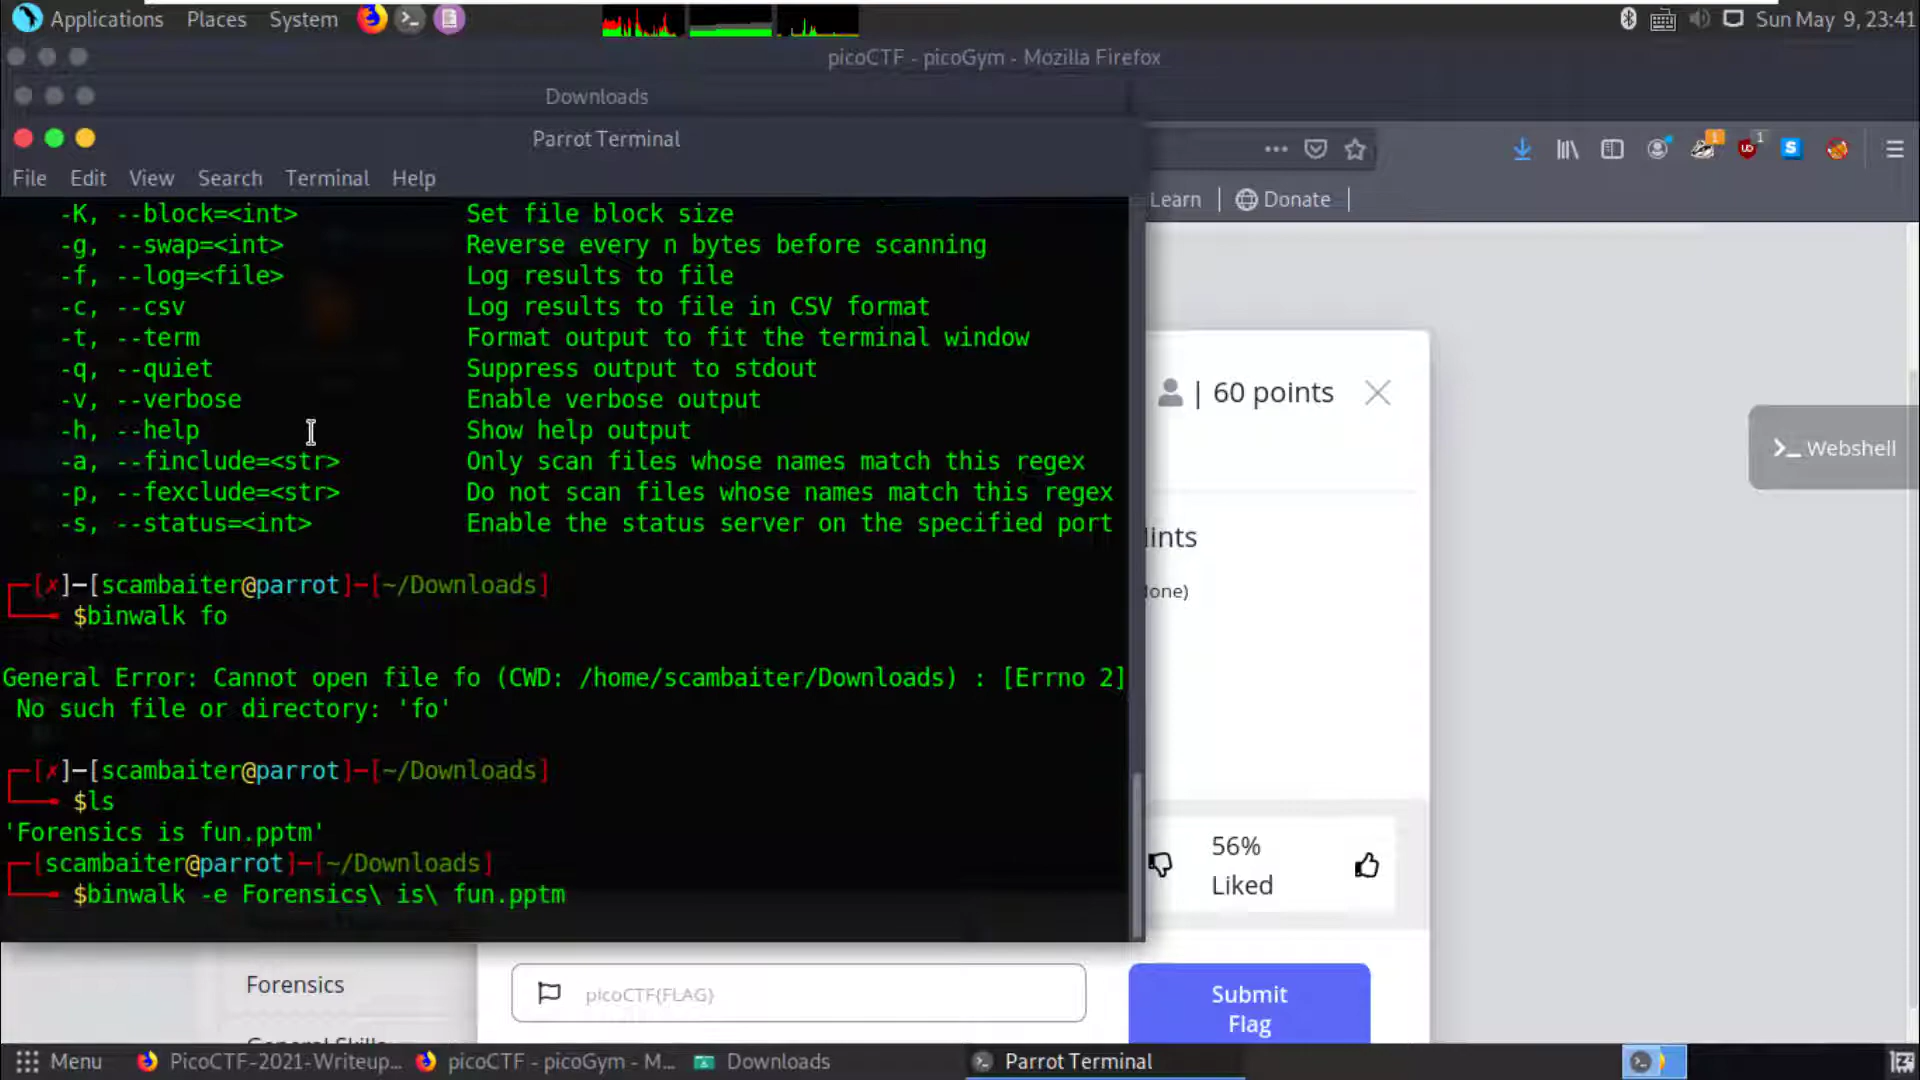 Applications Places System
Sun May 9, 23:41
picoCTF - picoGym - Mozilla Firefox
Downloads
Parrot Terminal
File Edit View Search Terminal Help
Learn | Donate |
-K, --block=<int> Set file block size
-g, --swap=<int> Reverse every n bytes before scanning
-f, --log=<file> Log results to file
-c, --csv Log results to file in CSV format
-t, --term Format output to fit the terminal window
-q, --quiet Suppress output to stdout
-v, --verbose Enable verbose output
-h, --help Show help output
-a, --finclude=<str> Only scan files whose names match this regex
-p, --fexclude=<str> Do not scan files whose names match this regex
-s, --status=<int> Enable the status server on the specified port
[x]-[scambaiter@parrot]-[~/Downloads]
$binwalk fo
General Error: Cannot open file fo (CWD: /home/scambaiter/Downloads) : [Errno 2]
No such file or directory: 'fo'
[x]-[scambaiter@parrot]-[~/Downloads]
$ls
'Forensics is fun.pptm'
[scambaiter@parrot]-[~/Downloads]
$binwalk -e Forensics\ is\ fun.pptm
| 60 points
>_ Webshell
ints
one)
56%
Liked
Forensics
picoCTF{FLAG}
Submit
Flag
General Skills
Menu PicoCTF-2021-Writeup... picoCTF - picoGym - M... Downloads Parrot Terminal